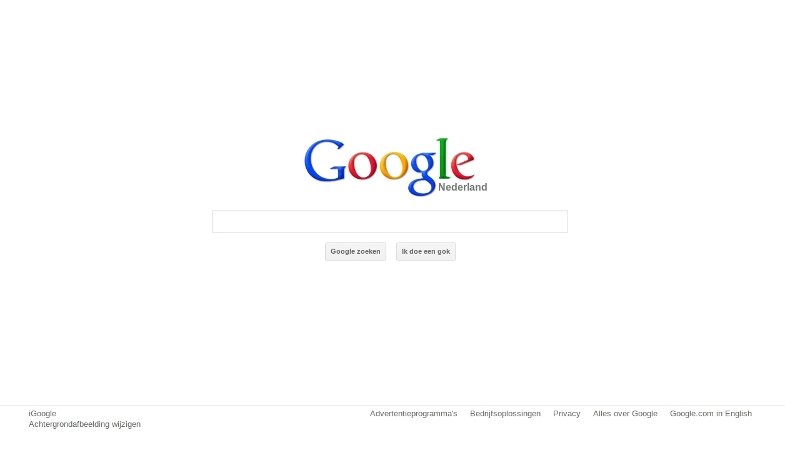 Google
Nederland
Google zoeken Ik doe een gok
iGoogle Advertentieprogramma's Bedrijfsoplossingen Privacy Alles over Google Google.com in English
Achtergrondafbeelding wijzigen